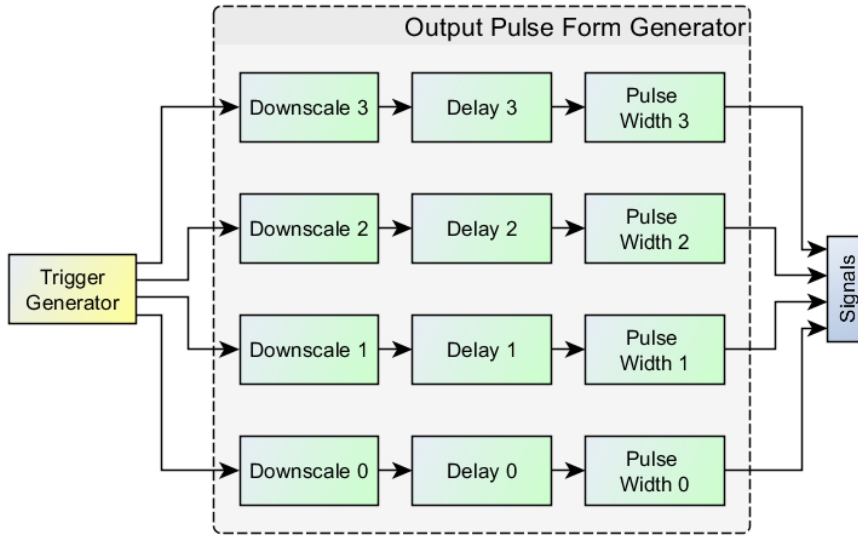 Output Pulse Form Generator
Downscale 3
Delay 3
Pulse
Width 3
Downscale 2
Delay 2
Pulse
Width 2
Trigger
Generator
Signals
Downscale 1
Delay 1
Pulse
Width 1
Downscale 0
Delay 0
Pulse
Width 0